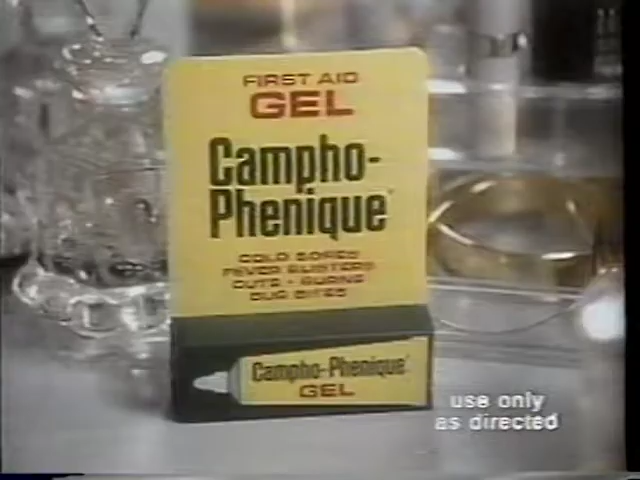 FIRST AID
GEL
Campho-
Phenique
COLD SORES
FEVER BLISTERS
CUTS - BURNS
BUG BITES
Campho-Phenique
GEL
use only
as directed